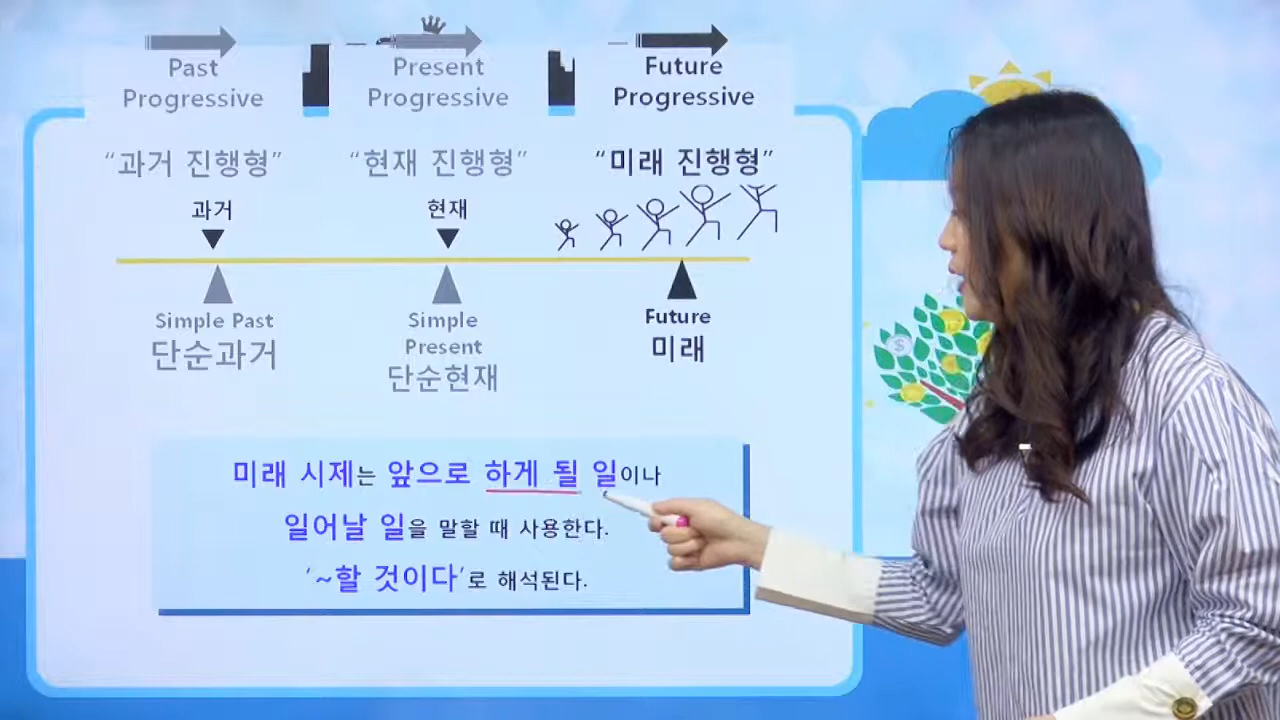 Past
Progressive
Present
Progressive
Future
Progressive
“과거 진행형”
“현재 진행형”
“미래 진행형”
과거
현재
Simple Past
단순과거
Simple
Present
단순현재
Future
미래
미래 시제는 앞으로 하게 될 일이나
일어날 일을 말할 때 사용한다.
‘~할 것이다’로 해석된다.
$